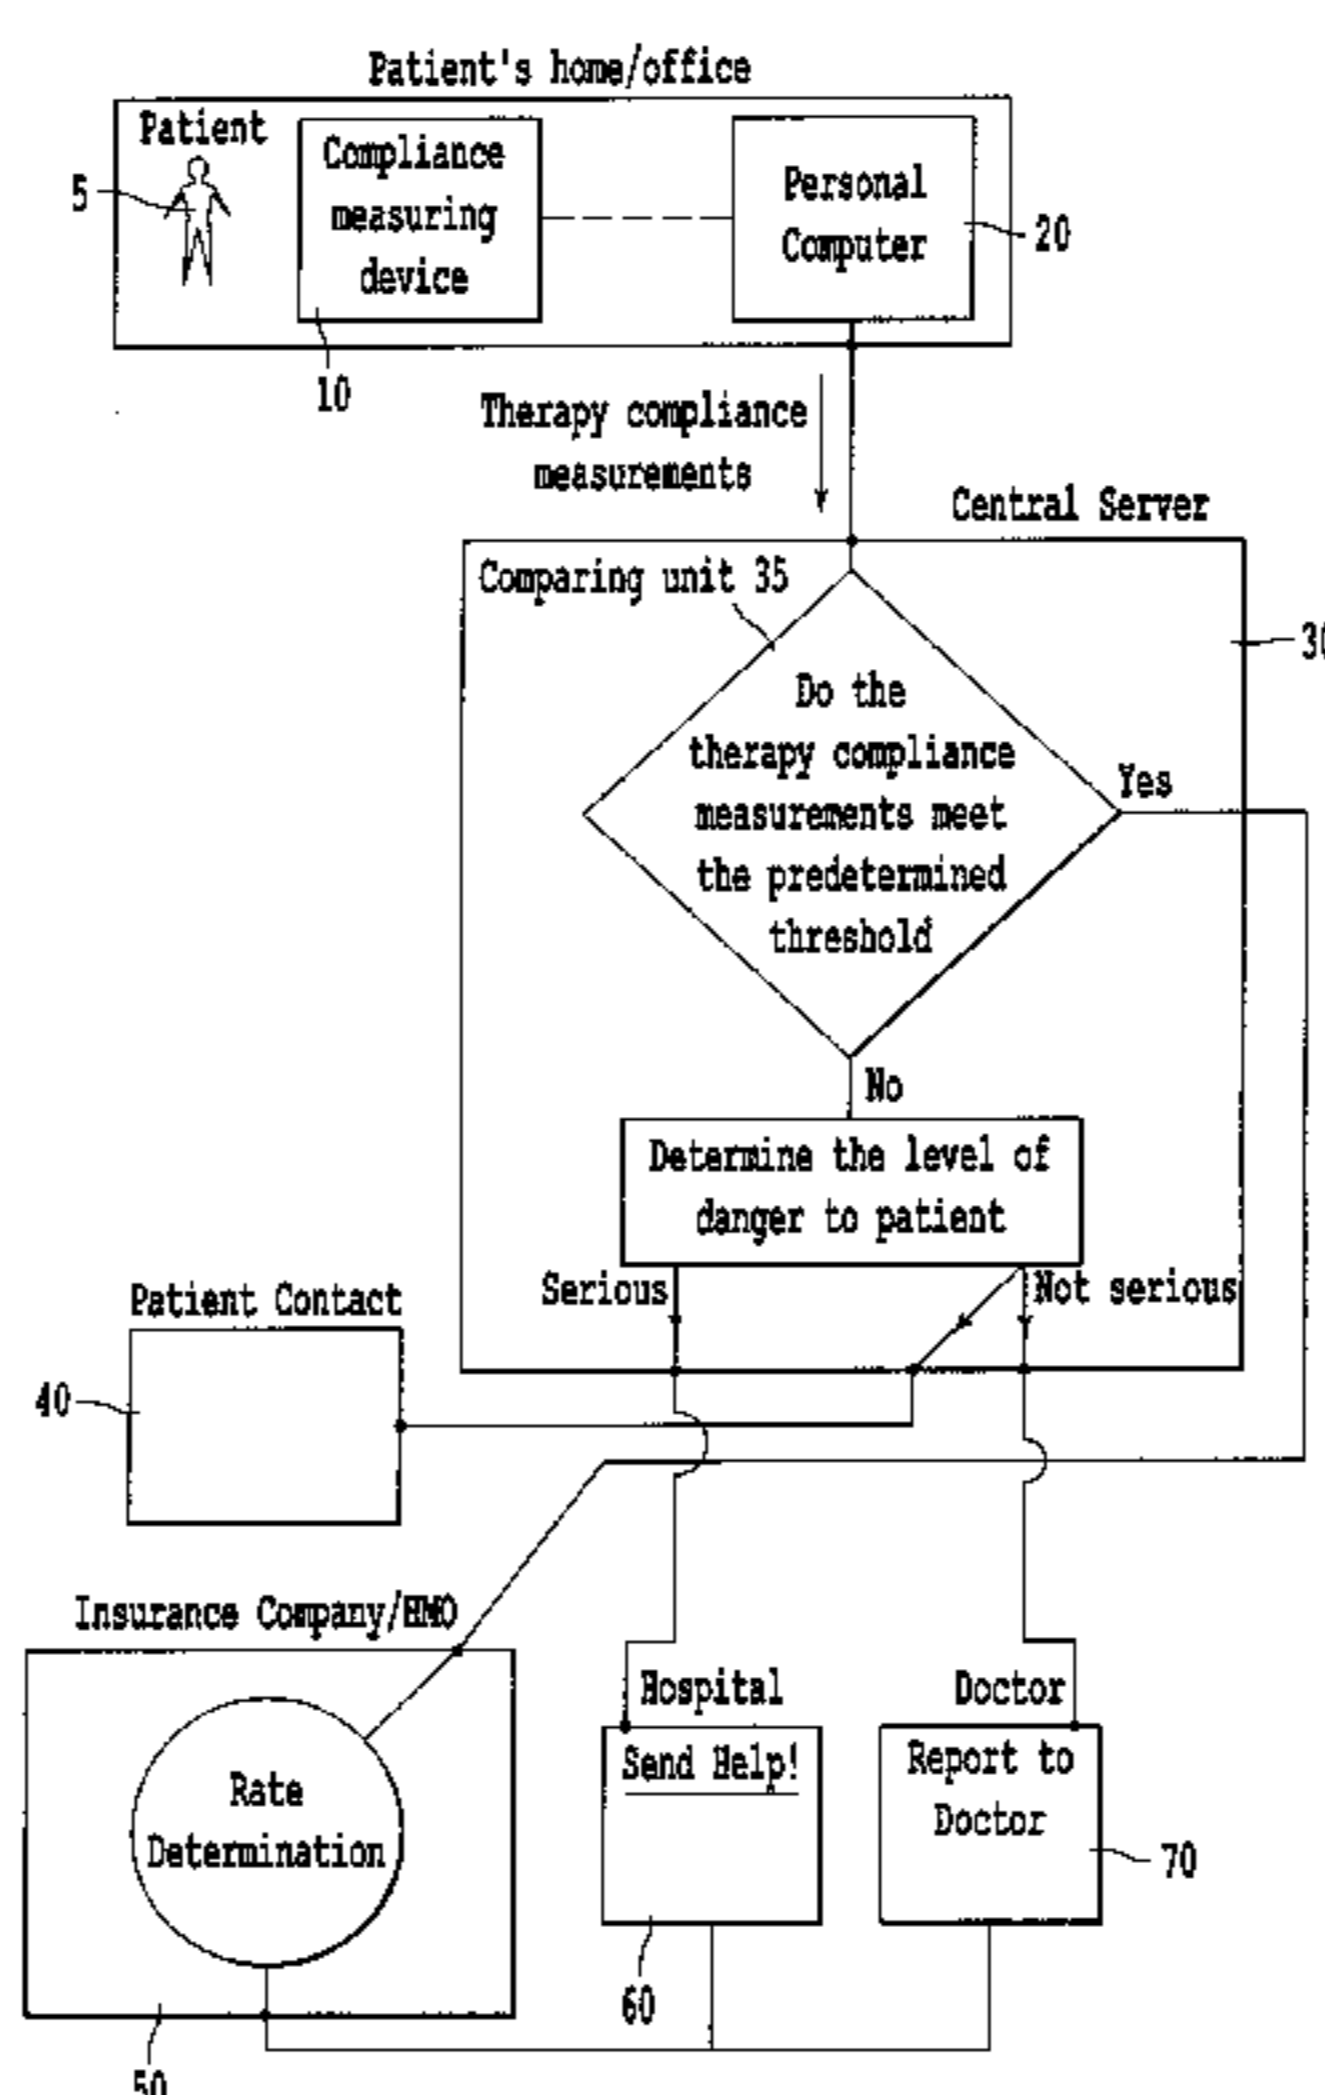 Patient's home/office
Patient
5
Compliance
measuring
device
10
Personal
Computer
20
Therapy compliance
measurements
Central Server
Comparing unit 35
30
Do the
therapy compliance
measurements meet
the predetermined
threshold
Yes
No
Determine the level of
danger to patient
Serious
Not serious
Patient Contact
40
Insurance Company/HMO
Rate
Determination
50
Hospital
Send Help!
60
Doctor
Report to
Doctor
70